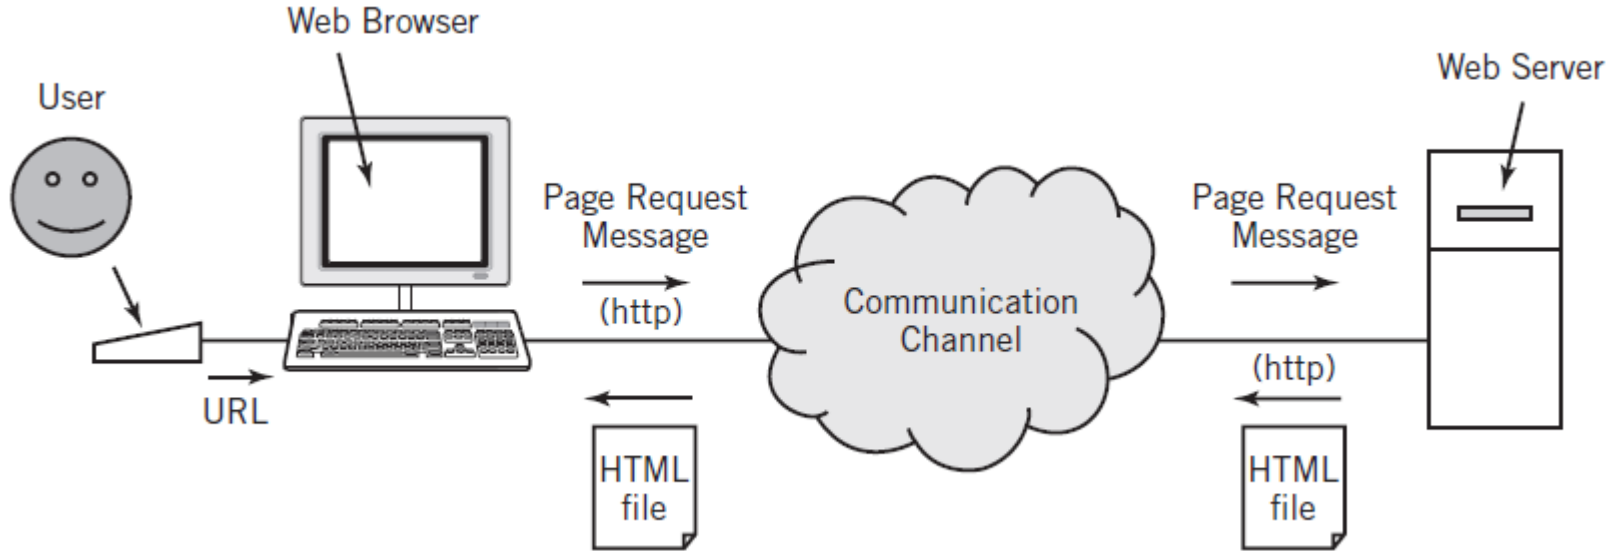 Web Browser
User
Web Server
Page Request
Message
(http)
Communication
Channel
Page Request
Message
(http)
URL
HTML
file
HTML
file